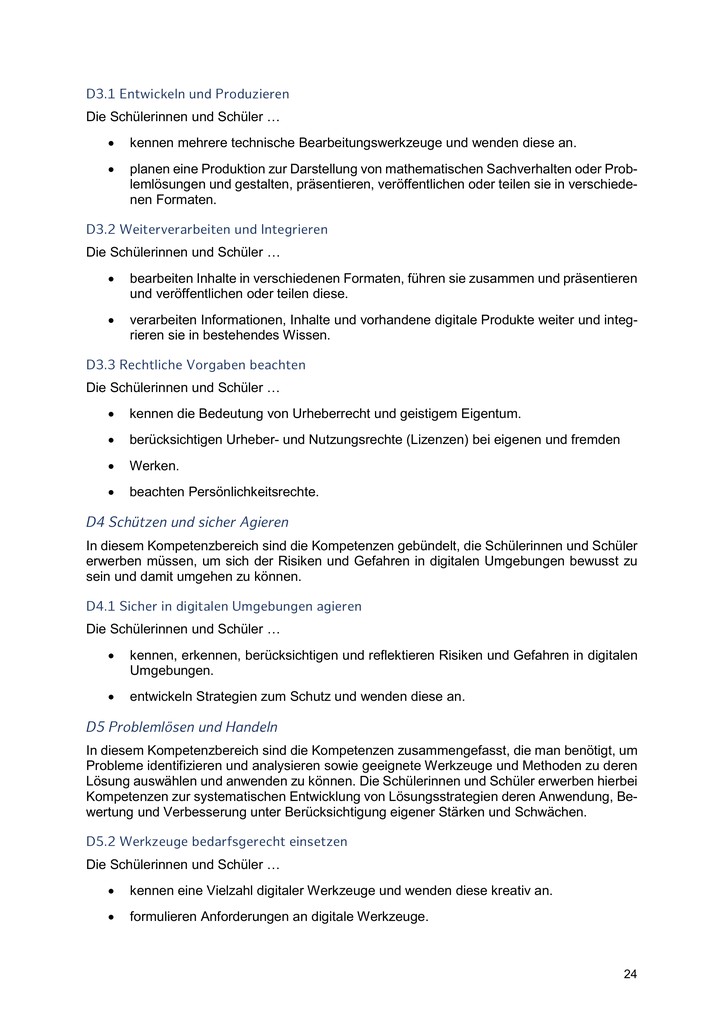 D3.1 Entwickeln und Produzieren
Die Schülerinnen und Schüler …
• kennen mehrere technische Bearbeitungswerkzeuge und wenden diese an.
• planen eine Produktion zur Darstellung von mathematischen Sachverhalten oder Prob-
lemlösungen und gestalten, präsentieren, veröffentlichen oder teilen sie in verschiede-
nen Formaten.
D3.2 Weiterverarbeiten und Integrieren
Die Schülerinnen und Schüler …
• bearbeiten Inhalte in verschiedenen Formaten, führen sie zusammen und präsentieren
und veröffentlichen oder teilen diese.
• verarbeiten Informationen, Inhalte und vorhandene digitale Produkte weiter und integ-
rieren sie in bestehendes Wissen.
D3.3 Rechtliche Vorgaben beachten
Die Schülerinnen und Schüler …
• kennen die Bedeutung von Urheberrecht und geistigem Eigentum.
• berücksichtigen Urheber- und Nutzungsrechte (Lizenzen) bei eigenen und fremden
• Werken.
• beachten Persönlichkeitsrechte.
D4 Schützen und sicher Agieren
In diesem Kompetenzbereich sind die Kompetenzen gebündelt, die Schülerinnen und Schüler
erwerben müssen, um sich der Risiken und Gefahren in digitalen Umgebungen bewusst zu
sein und damit umgehen zu können.
D4.1 Sicher in digitalen Umgebungen agieren
Die Schülerinnen und Schüler …
• kennen, erkennen, berücksichtigen und reflektieren Risiken und Gefahren in digitalen
Umgebungen.
• entwickeln Strategien zum Schutz und wenden diese an.
D5 Problemlösen und Handeln
In diesem Kompetenzbereich sind die Kompetenzen zusammengefasst, die man benötigt, um
Probleme identifizieren und analysieren sowie geeignete Werkzeuge und Methoden zu deren
Lösung auswählen und anwenden zu können. Die Schülerinnen und Schüler erwerben hierbei
Kompetenzen zur systematischen Entwicklung von Lösungsstrategien deren Anwendung, Be-
wertung und Verbesserung unter Berücksichtigung eigener Stärken und Schwächen.
D5.2 Werkzeuge bedarfsgerecht einsetzen
Die Schülerinnen und Schüler …
• kennen eine Vielzahl digitaler Werkzeuge und wenden diese kreativ an.
• formulieren Anforderungen an digitale Werkzeuge.
24